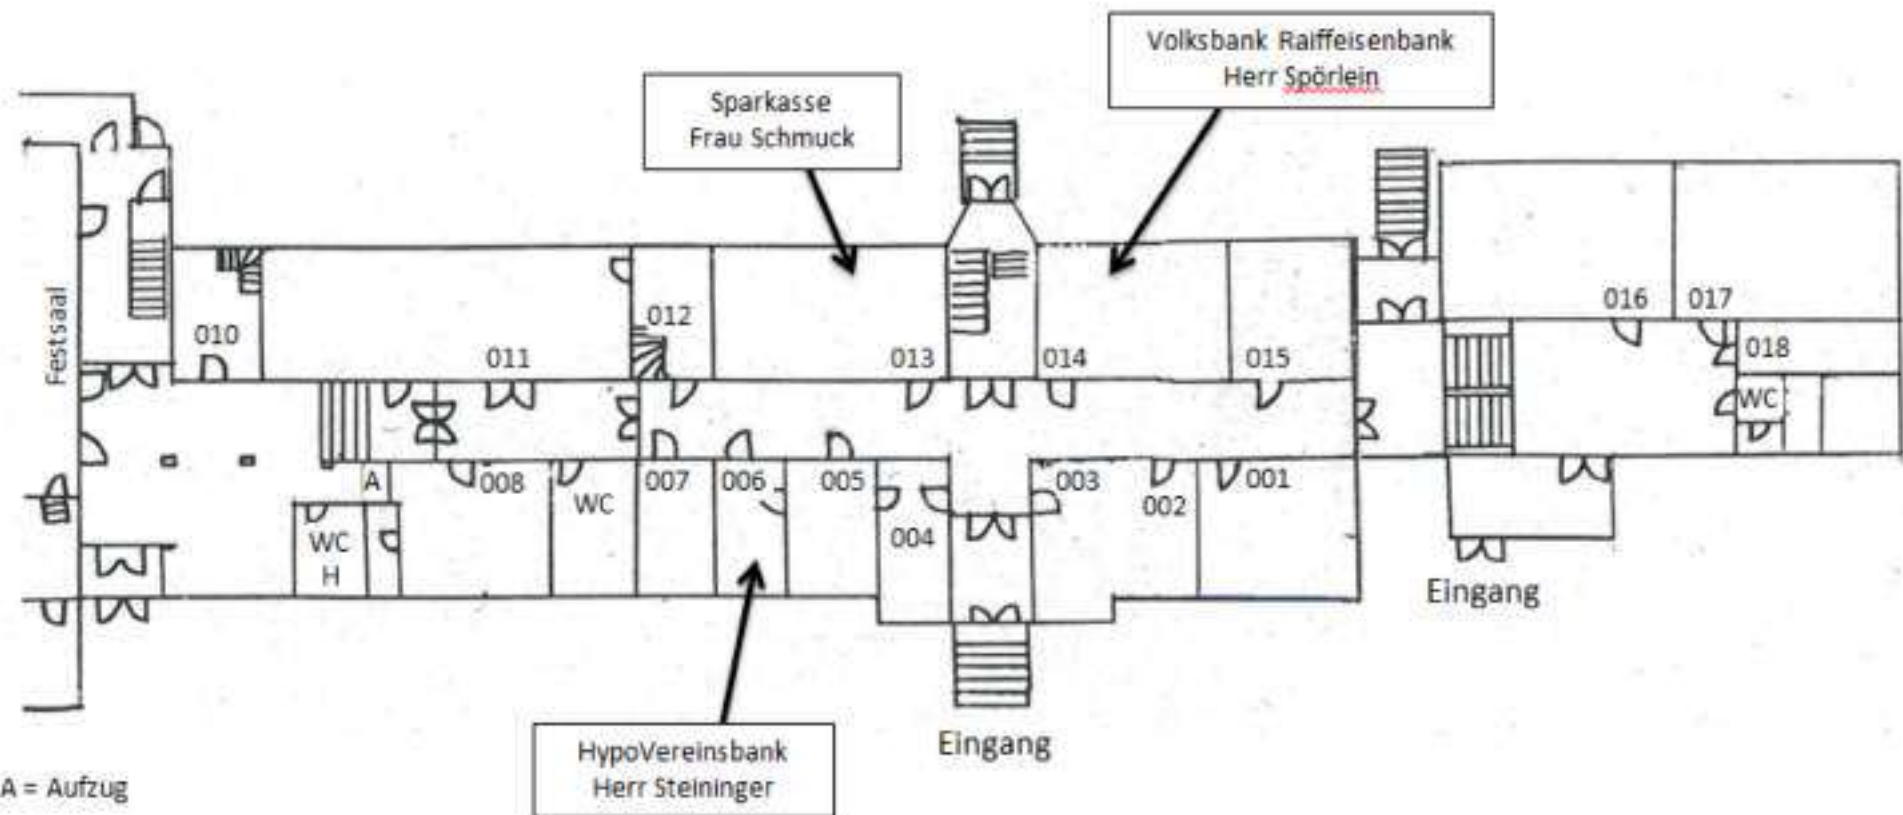 Volksbank Raiffeisenbank
Herr Spörlein
Sparkasse
Frau Schmuck
Festsaal
010
011
012
013
014
015
016
017
018
WC
A
008
WC
007
006
005
004
003
002
001
WC
H
Eingang
Eingang
HypoVereinsbank
Herr Steininger
A = Aufzug